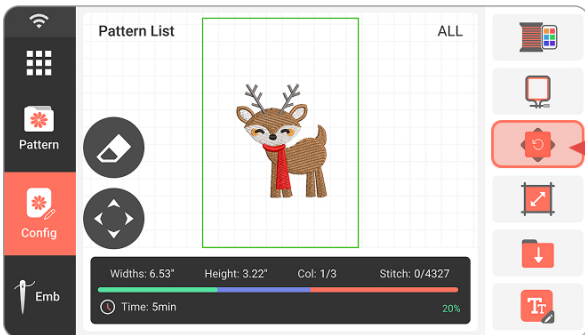 Pattern List
ALL
Pattern
Config
Emb
Widths: 6.53" Height: 3.22" Col: 1/3 Stitch: 0/4327
Time: 5min
20%
TT